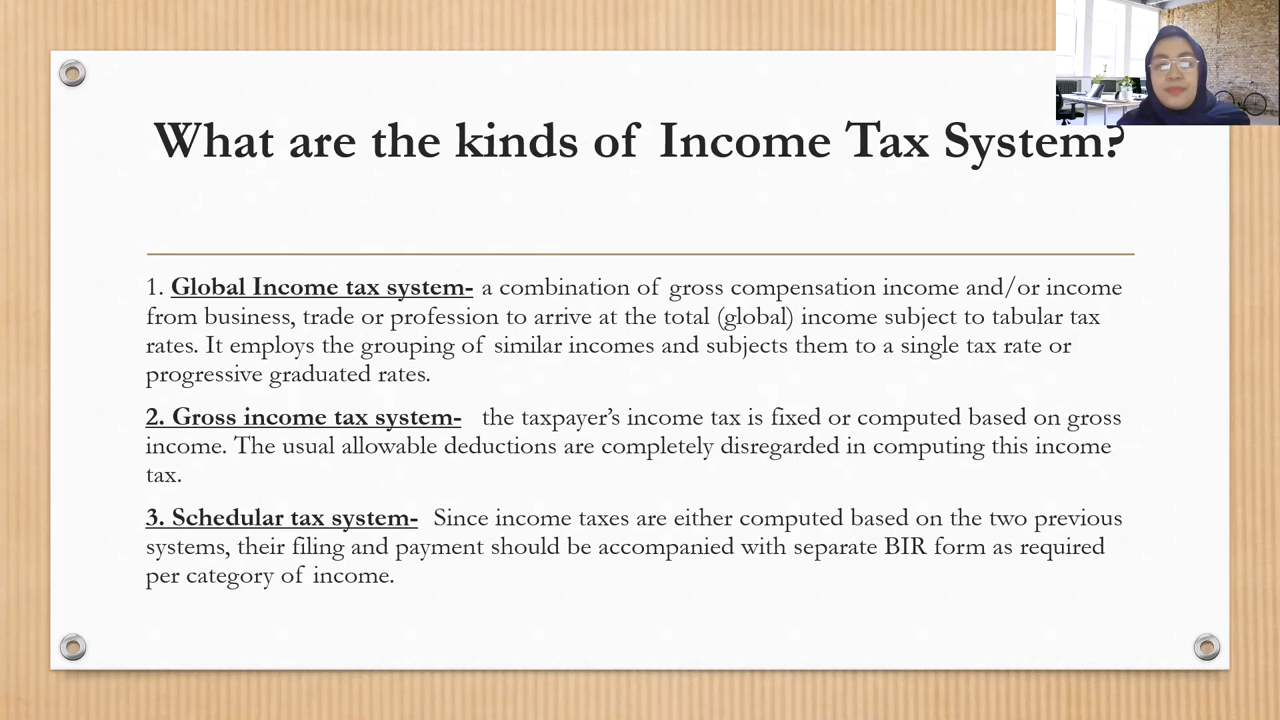 What are the kinds of Income Tax System?
1. Global Income tax system- a combination of gross compensation income and/or income
from business, trade or profession to arrive at the total (global) income subject to tabular tax
rates. It employs the grouping of similar incomes and subjects them to a single tax rate or
progressive graduated rates.
2. Gross income tax system- the taxpayer’s income tax is fixed or computed based on gross
income. The usual allowable deductions are completely disregarded in computing this income
tax.
3. Schedular tax system- Since income taxes are either computed based on the two previous
systems, their filing and payment should be accompanied with separate BIR form as required
per category of income.